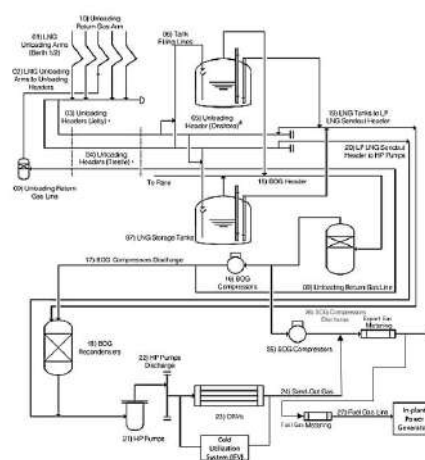 10) Unloading
Return Gas Arm
01) LNG
Unloading Arms
(Berth 1/2)
02) LNG Unloading
Arms to Unloading
Headers
06) Tank
Filling Lines
03) Unloading
Headers (Jetty)
05) Unloading
Header (Onshore)
19) LNG Tanks to LP
LNG Sendout Header
20) LP LNG Sendout
Header to HP Pumps
04) Unloading
Headers (Trestle)
09) Unloading Return
Gas Line
To Flare
15) BOG Header
07) LNG Storage Tanks
17) BOG Compressors Discharge
16) BOG
Compressors
08) Unloading Return Gas Line
Compressors
Discharge
Export Gas
Metering
BOG Compressors
18) BOG
Recondensers
22) HP Pumps
Discharge
24) Send-Out Gas
21) HP Pumps
23) ORVs
27) Fuel Gas Line
Fuel Gas Metering
In-plant
Power
Generator
Cold
Utilization
System (IFV)